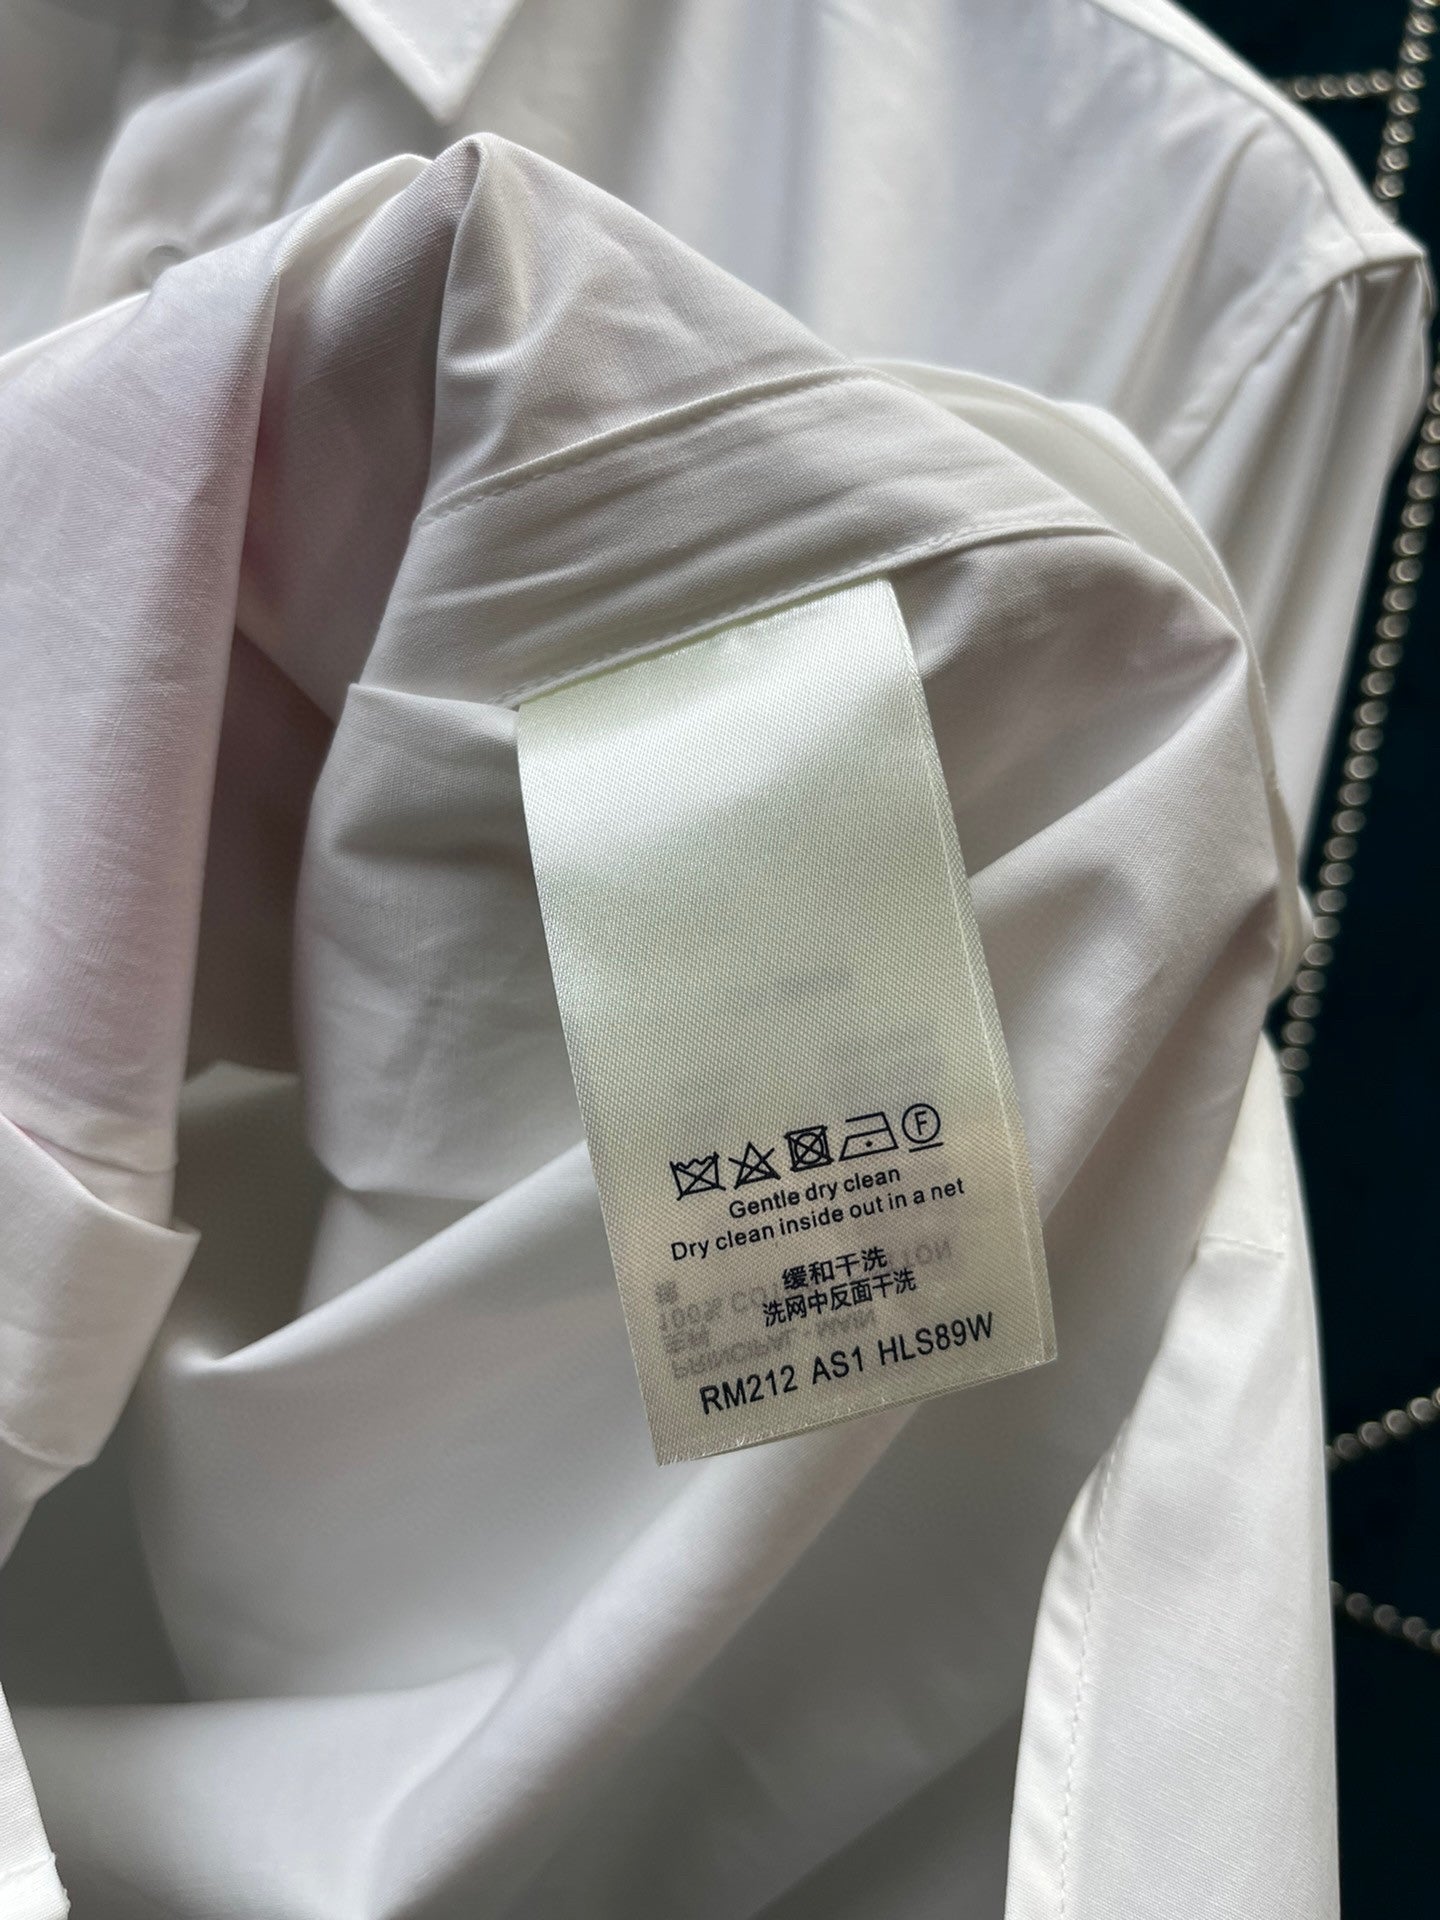 F
Gentle dry clean
Dry clean inside out in a net
缓和干洗
洗网中反面干洗
RM212 AS1 HLS89W